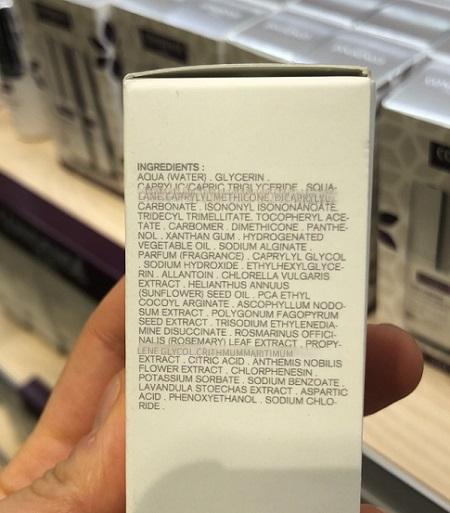 INGREDIENTS :
AQUA (WATER) . GLYCERIN .
CAPRYLIC/CAPRIC TRIGLYCERIDE . SQUA-
LANE. CAPRYLYL METHICONE. DICAPRYLYL
CARBONATE . ISONONYL ISONONANOATE.
TRIDECYL TRIMELLITATE. TOCOPHERYL ACE-
TATE . CARBOMER . DIMETHICONE . PANTHE-
NOL . XANTHAN GUM . HYDROGENATED
VEGETABLE OIL . SODIUM ALGINATE .
PARFUM (FRAGRANCE) . CAPRYLYL GLYCOL
. SODIUM HYDROXIDE . ETHYLHEXYLGLYCE-
RIN . ALLANTOIN . CHLORELLA VULGARIS
EXTRACT . HELIANTHUS ANNUUS
(SUNFLOWER) SEED OIL . PCA ETHYL
COCOYL ARGINATE . ASCOPHYLLUM NODO-
SUM EXTRACT . POLYGONUM FAGOPYRUM
SEED EXTRACT . TRISODIUM ETHYLENEDIA-
MINE DISUCCINATE . ROSMARINUS OFFICI-
NALIS (ROSEMARY) LEAF EXTRACT . PROPY-
LENE GLYCOL. CRITHMUM MARITIMUM
EXTRACT . CITRIC ACID . ANTHEMIS NOBILIS
FLOWER EXTRACT . CHLORPHENESIN .
POTASSIUM SORBATE . SODIUM BENZOATE .
LAVANDULA STOECHAS EXTRACT . ASPARTIC
ACID . PHENOXYETHANOL . SODIUM CHLO-
RIDE .